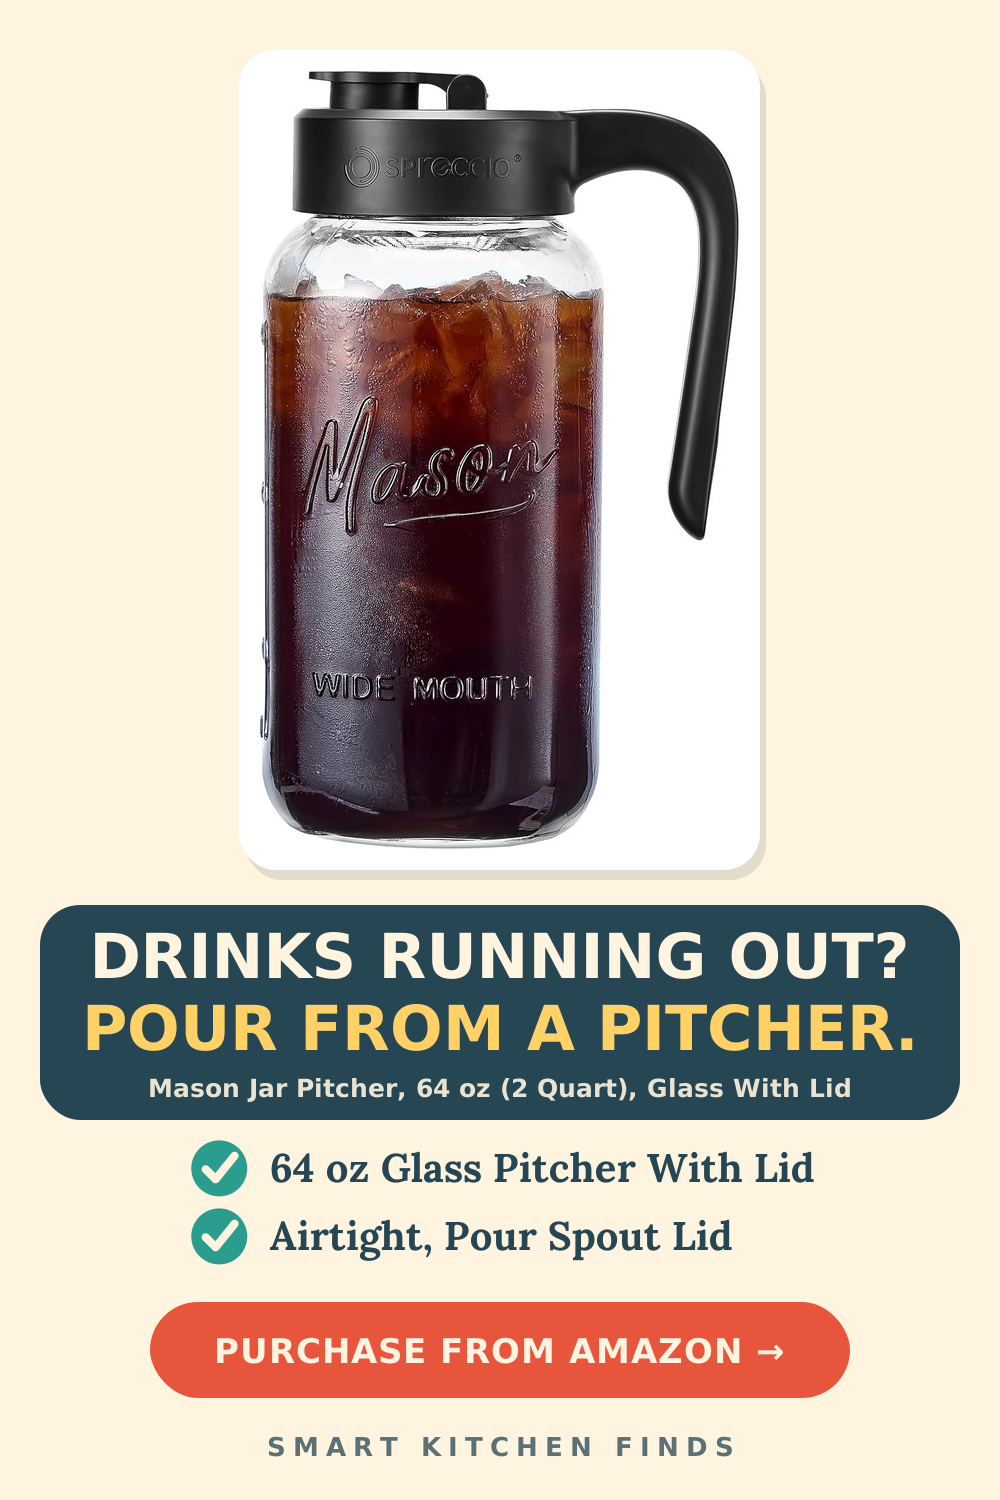 spreccio®
Mason
WIDE MOUTH
DRINKS RUNNING OUT?
POUR FROM A PITCHER.
Mason Jar Pitcher, 64 oz (2 Quart), Glass With Lid
64 oz Glass Pitcher With Lid
Airtight, Pour Spout Lid
PURCHASE FROM AMAZON →
SMART KITCHEN FINDS